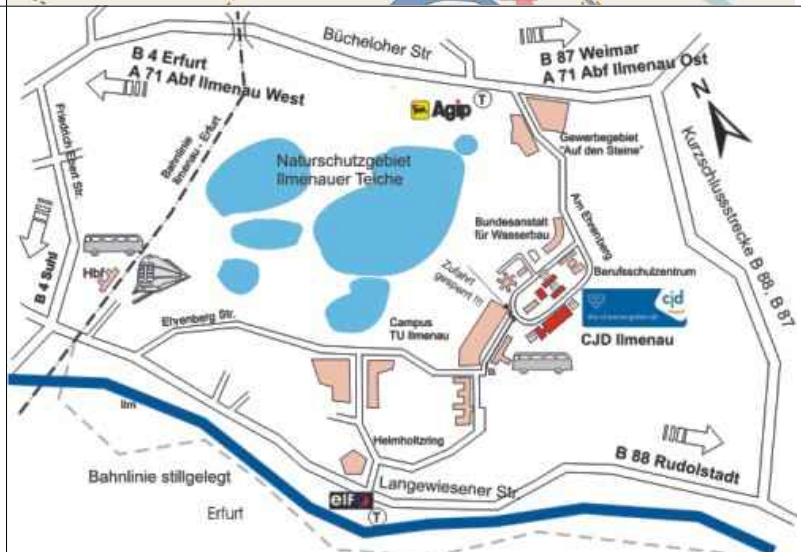 Bücheloher Str
B 4 Erfurt
A 71 Abf Ilmenau West
B 87 Weimar
A 71 Abf Ilmenau Ost
N
Agip
T
Friedrich Ebert Str.
Bahnlinie
Ilmenau - Erfurt
Naturschutzgebiet
Ilmenauer Teiche
Gewerbegebiet
"Auf den Steine"
Kurzschlussstrecke B 88, B 87
Am Ehrenberg
Bundesanstalt
für Wasserbau
Zufahrt
gesperrt !!!
Berufsschulzentrum
B 4 Suhl
Hbf
cjd
CJD Ilmenau
Ehrenberg Str.
Campus
TU Ilmenau
Ilm
Helmholtzring
B 88 Rudolstadt
Bahnlinie stillgelegt
Langewiesener Str.
elf
Erfurt
T